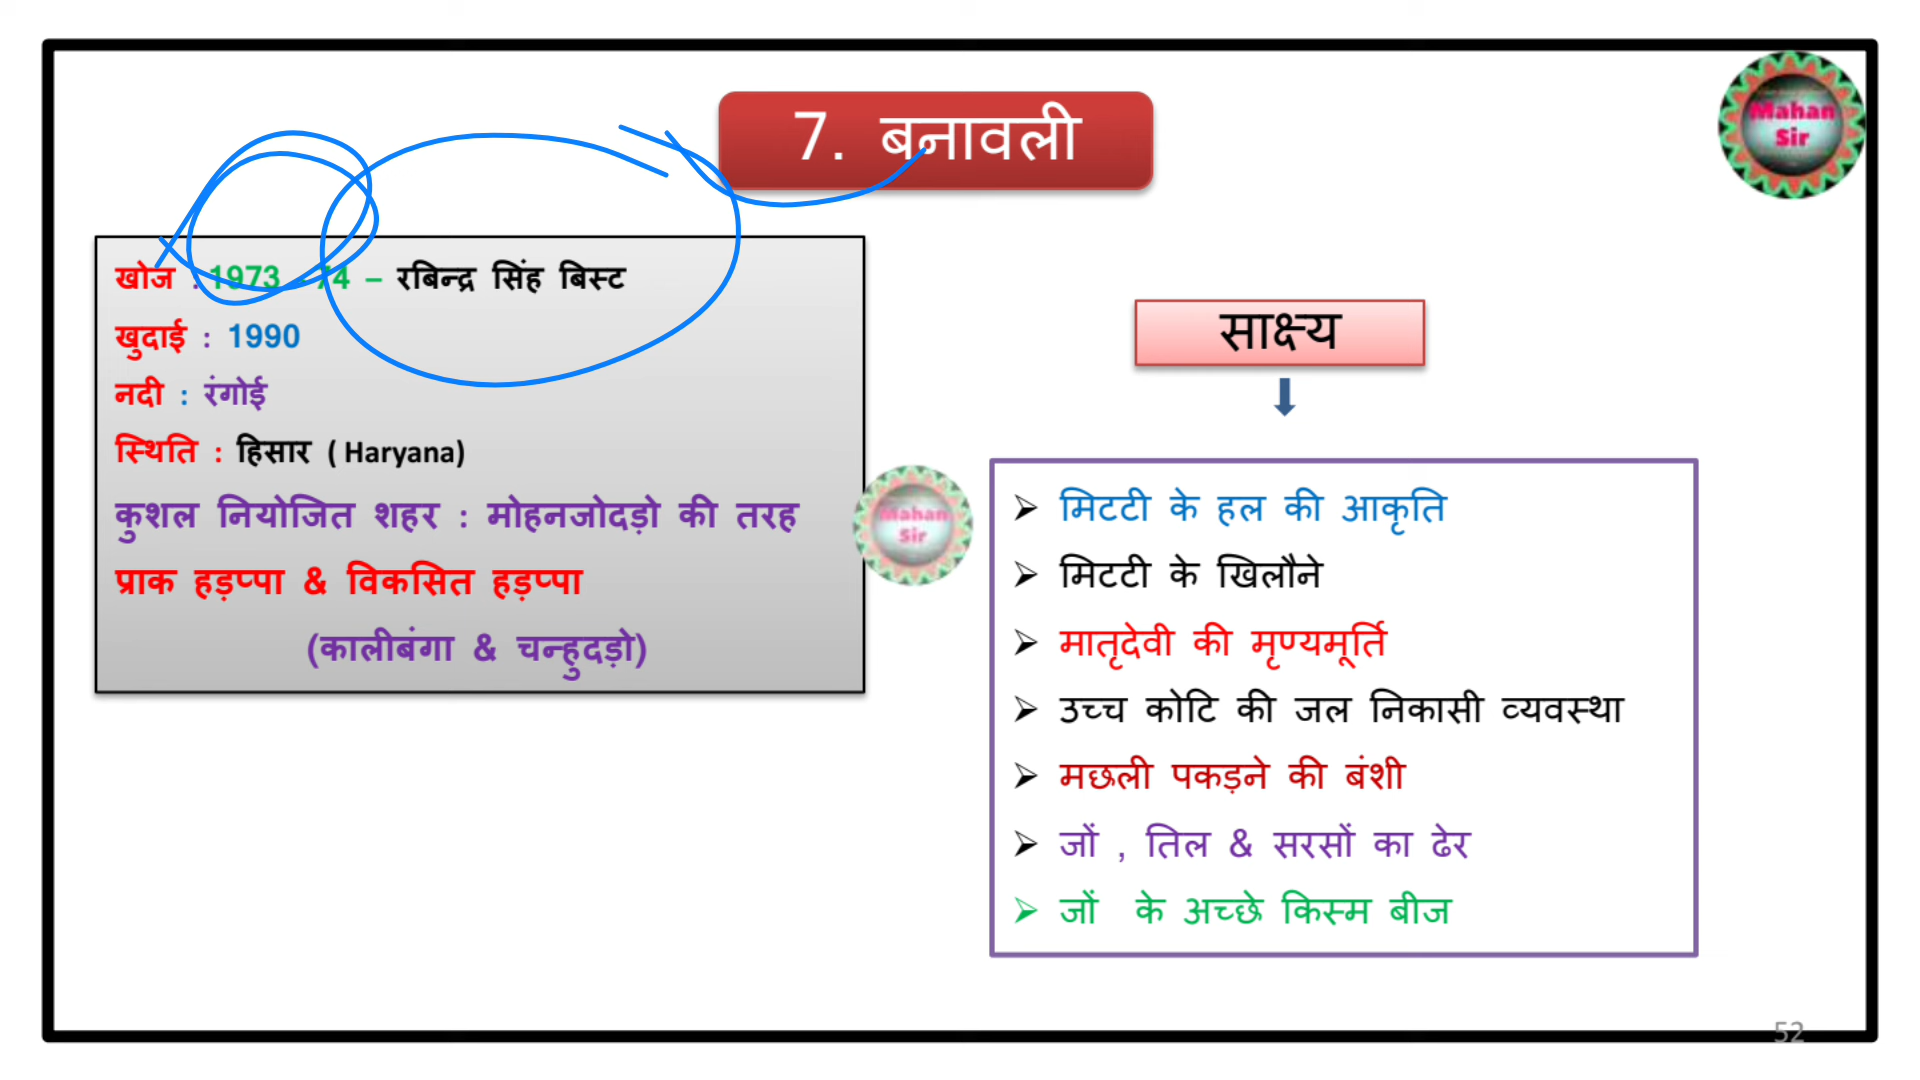 7. बनावली
Mahan
Sir
खोज : 1973 - 74 – रबिन्द्र सिंह बिस्ट
खुदाई : 1990
नदी : रंगोई
स्थिति : हिसार ( Haryana)
कुशल नियोजित शहर : मोहनजोदड़ो की तरह
प्राक हड़प्पा & विकसित हड़प्पा
(कालीबंगा & चन्हुदड़ो)
Mahan
Sir
साक्ष्य
मिटटी के हल की आकृति
मिटटी के खिलौने
मातृदेवी की मृण्यमूर्ति
उच्च कोटि की जल निकासी व्यवस्था
मछली पकड़ने की बंशी
जों , तिल & सरसों का ढेर
जों के अच्छे किस्म बीज
52